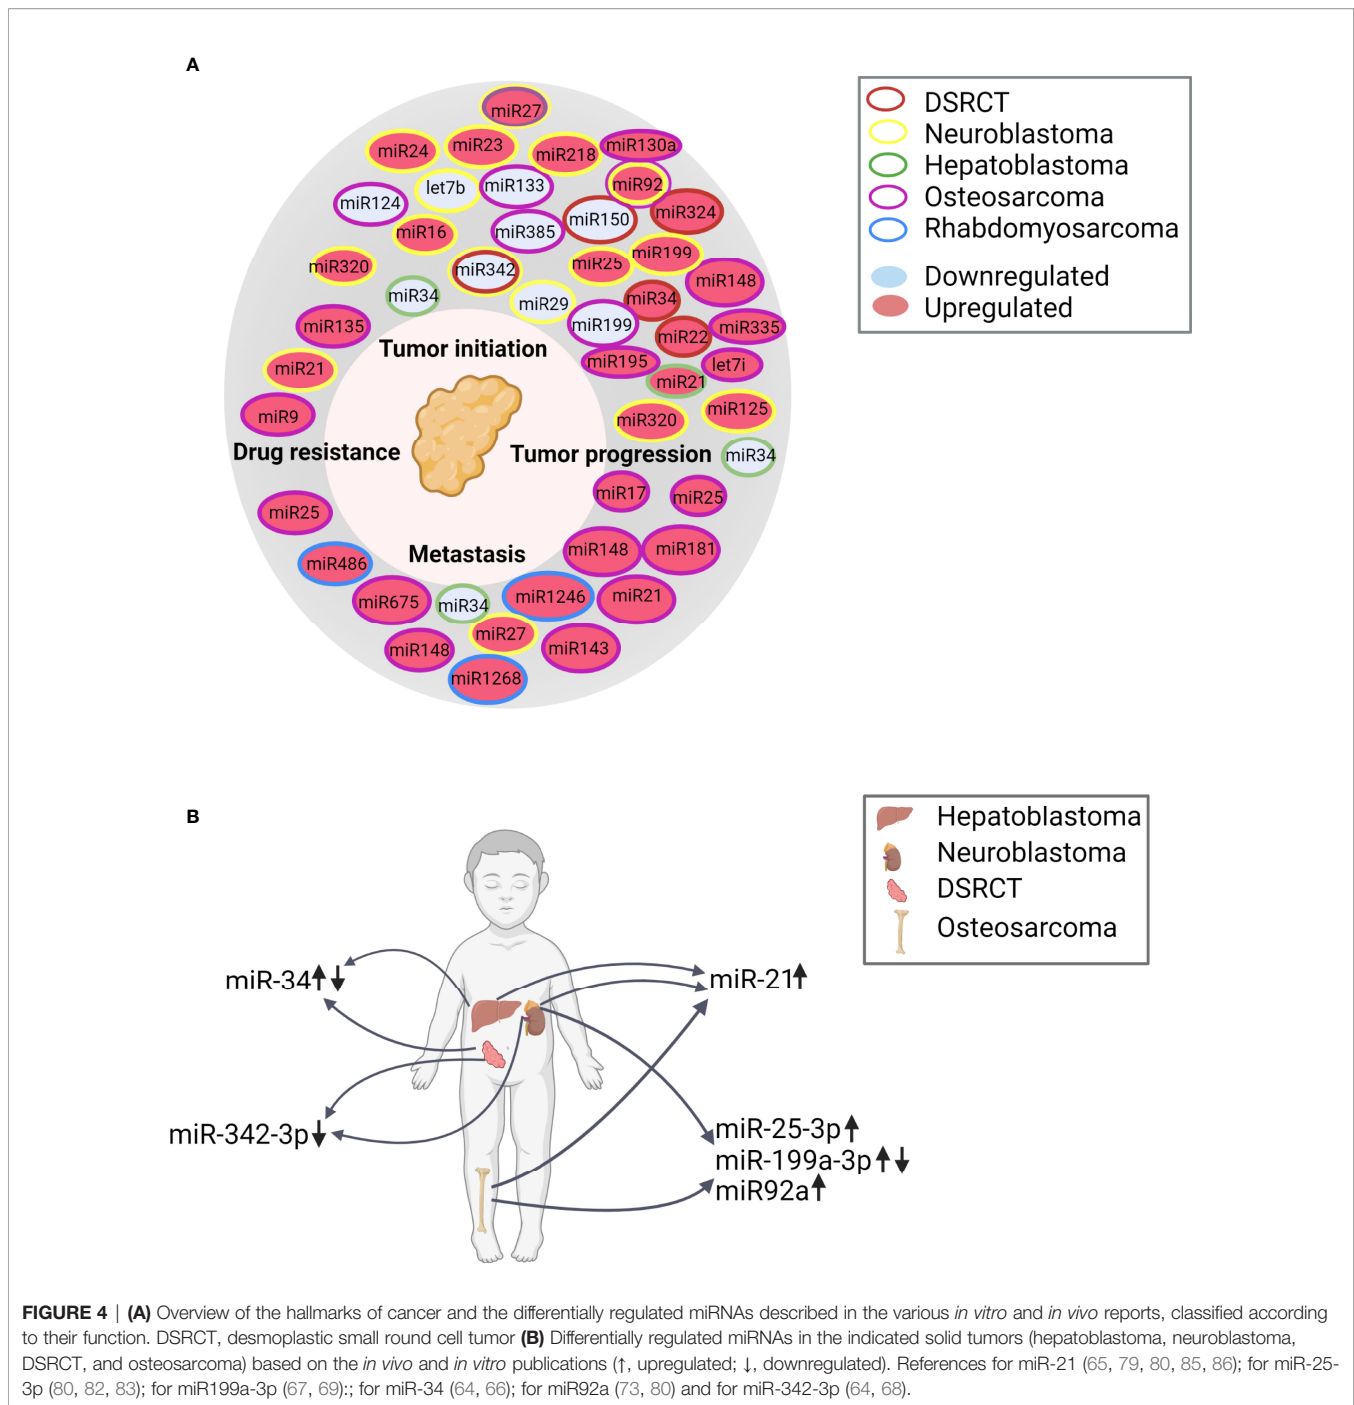 A
miR27
miR24
miR23
miR218
miR130a
let7b
miR133
miR92
miR124
miR150
miR324
miR16
miR385
miR320
miR342
miR25
miR199
miR148
miR34
miR29
miR34
miR135
miR199
miR22
miR335
Tumor initiation
miR195
let7i
miR21
miR21
miR9
miR320
miR125
Drug resistance
Tumor progression
miR34
miR17
miR25
miR25
Metastasis
miR148
miR181
miR486
miR675
miR34
miR1246
miR21
miR27
miR148
miR143
miR1268
DSRCT
Neuroblastoma
Hepatoblastoma
Osteosarcoma
Rhabdomyosarcoma
Downregulated
Upregulated
B
Hepatoblastoma
Neuroblastoma
DSRCT
Osteosarcoma
miR-34↑↓
miR-21↑
miR-342-3p↓
miR-25-3p↑
miR-199a-3p↑↓
miR92a↑
FIGURE 4 | (A) Overview of the hallmarks of cancer and the differentially regulated miRNAs described in the various in vitro and in vivo reports, classified according
to their function. DSRCT, desmoplastic small round cell tumor (B) Differentially regulated miRNAs in the indicated solid tumors (hepatoblastoma, neuroblastoma,
DSRCT, and osteosarcoma) based on the in vivo and in vitro publications (↑, upregulated; ↓, downregulated). References for miR-21 (65, 79, 80, 85, 86); for miR-25-
3p (80, 82, 83); for miR199a-3p (67, 69):; for miR-34 (64, 66); for miR92a (73, 80) and for miR-342-3p (64, 68).